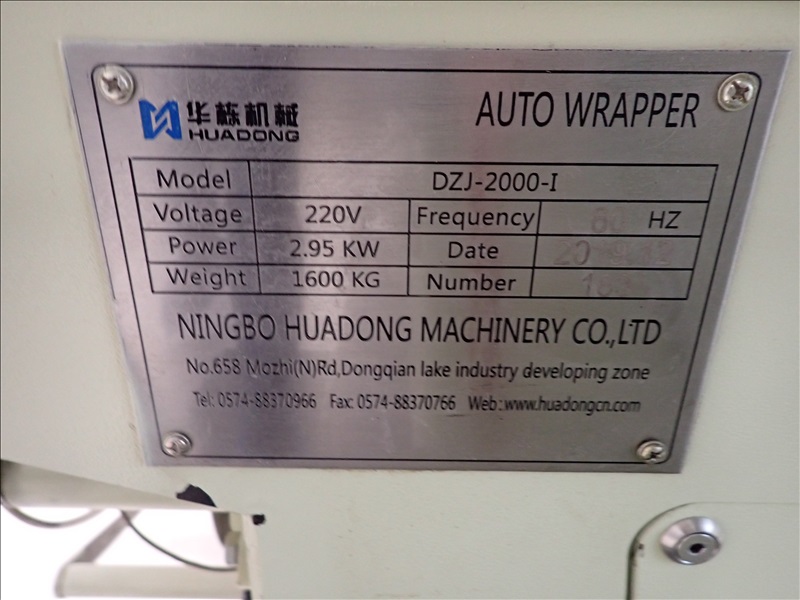 华栋机械
HUADONG
AUTO WRAPPER
Model DZJ-2000-I
Voltage 220V Frequency 60 HZ
Power 2.95 KW Date
Weight 1600 KG Number
NINGBO HUADONG MACHINERY CO.,LTD
No.658 Mozhi(N)Rd,Dongqian lake industry developing zone
Tel: 0574-88370966 Fax: 0574-88370766 Web:www.huadongcn.com